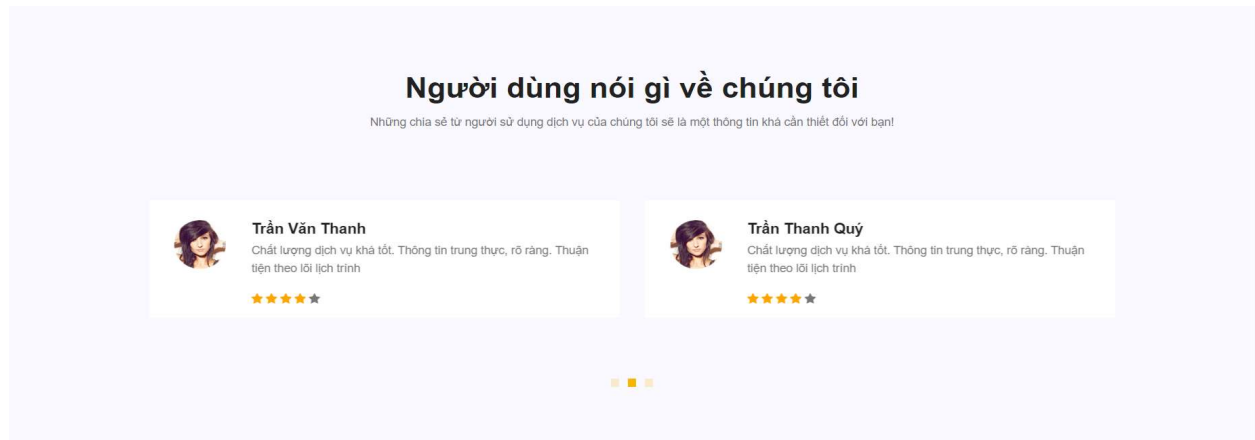 Người dùng nói gì về chúng tôi
Những chia sẻ từ người sử dụng dịch vụ của chúng tôi sẽ là một thông tin khá cần thiết đối với bạn!
Trần Văn Thanh
Chất lượng dịch vụ khá tốt. Thông tin trung thực, rõ ràng. Thuận
tiện theo lõi lịch trình
Trần Thanh Quý
Chất lượng dịch vụ khá tốt. Thông tin trung thực, rõ ràng. Thuận
tiện theo lõi lịch trình